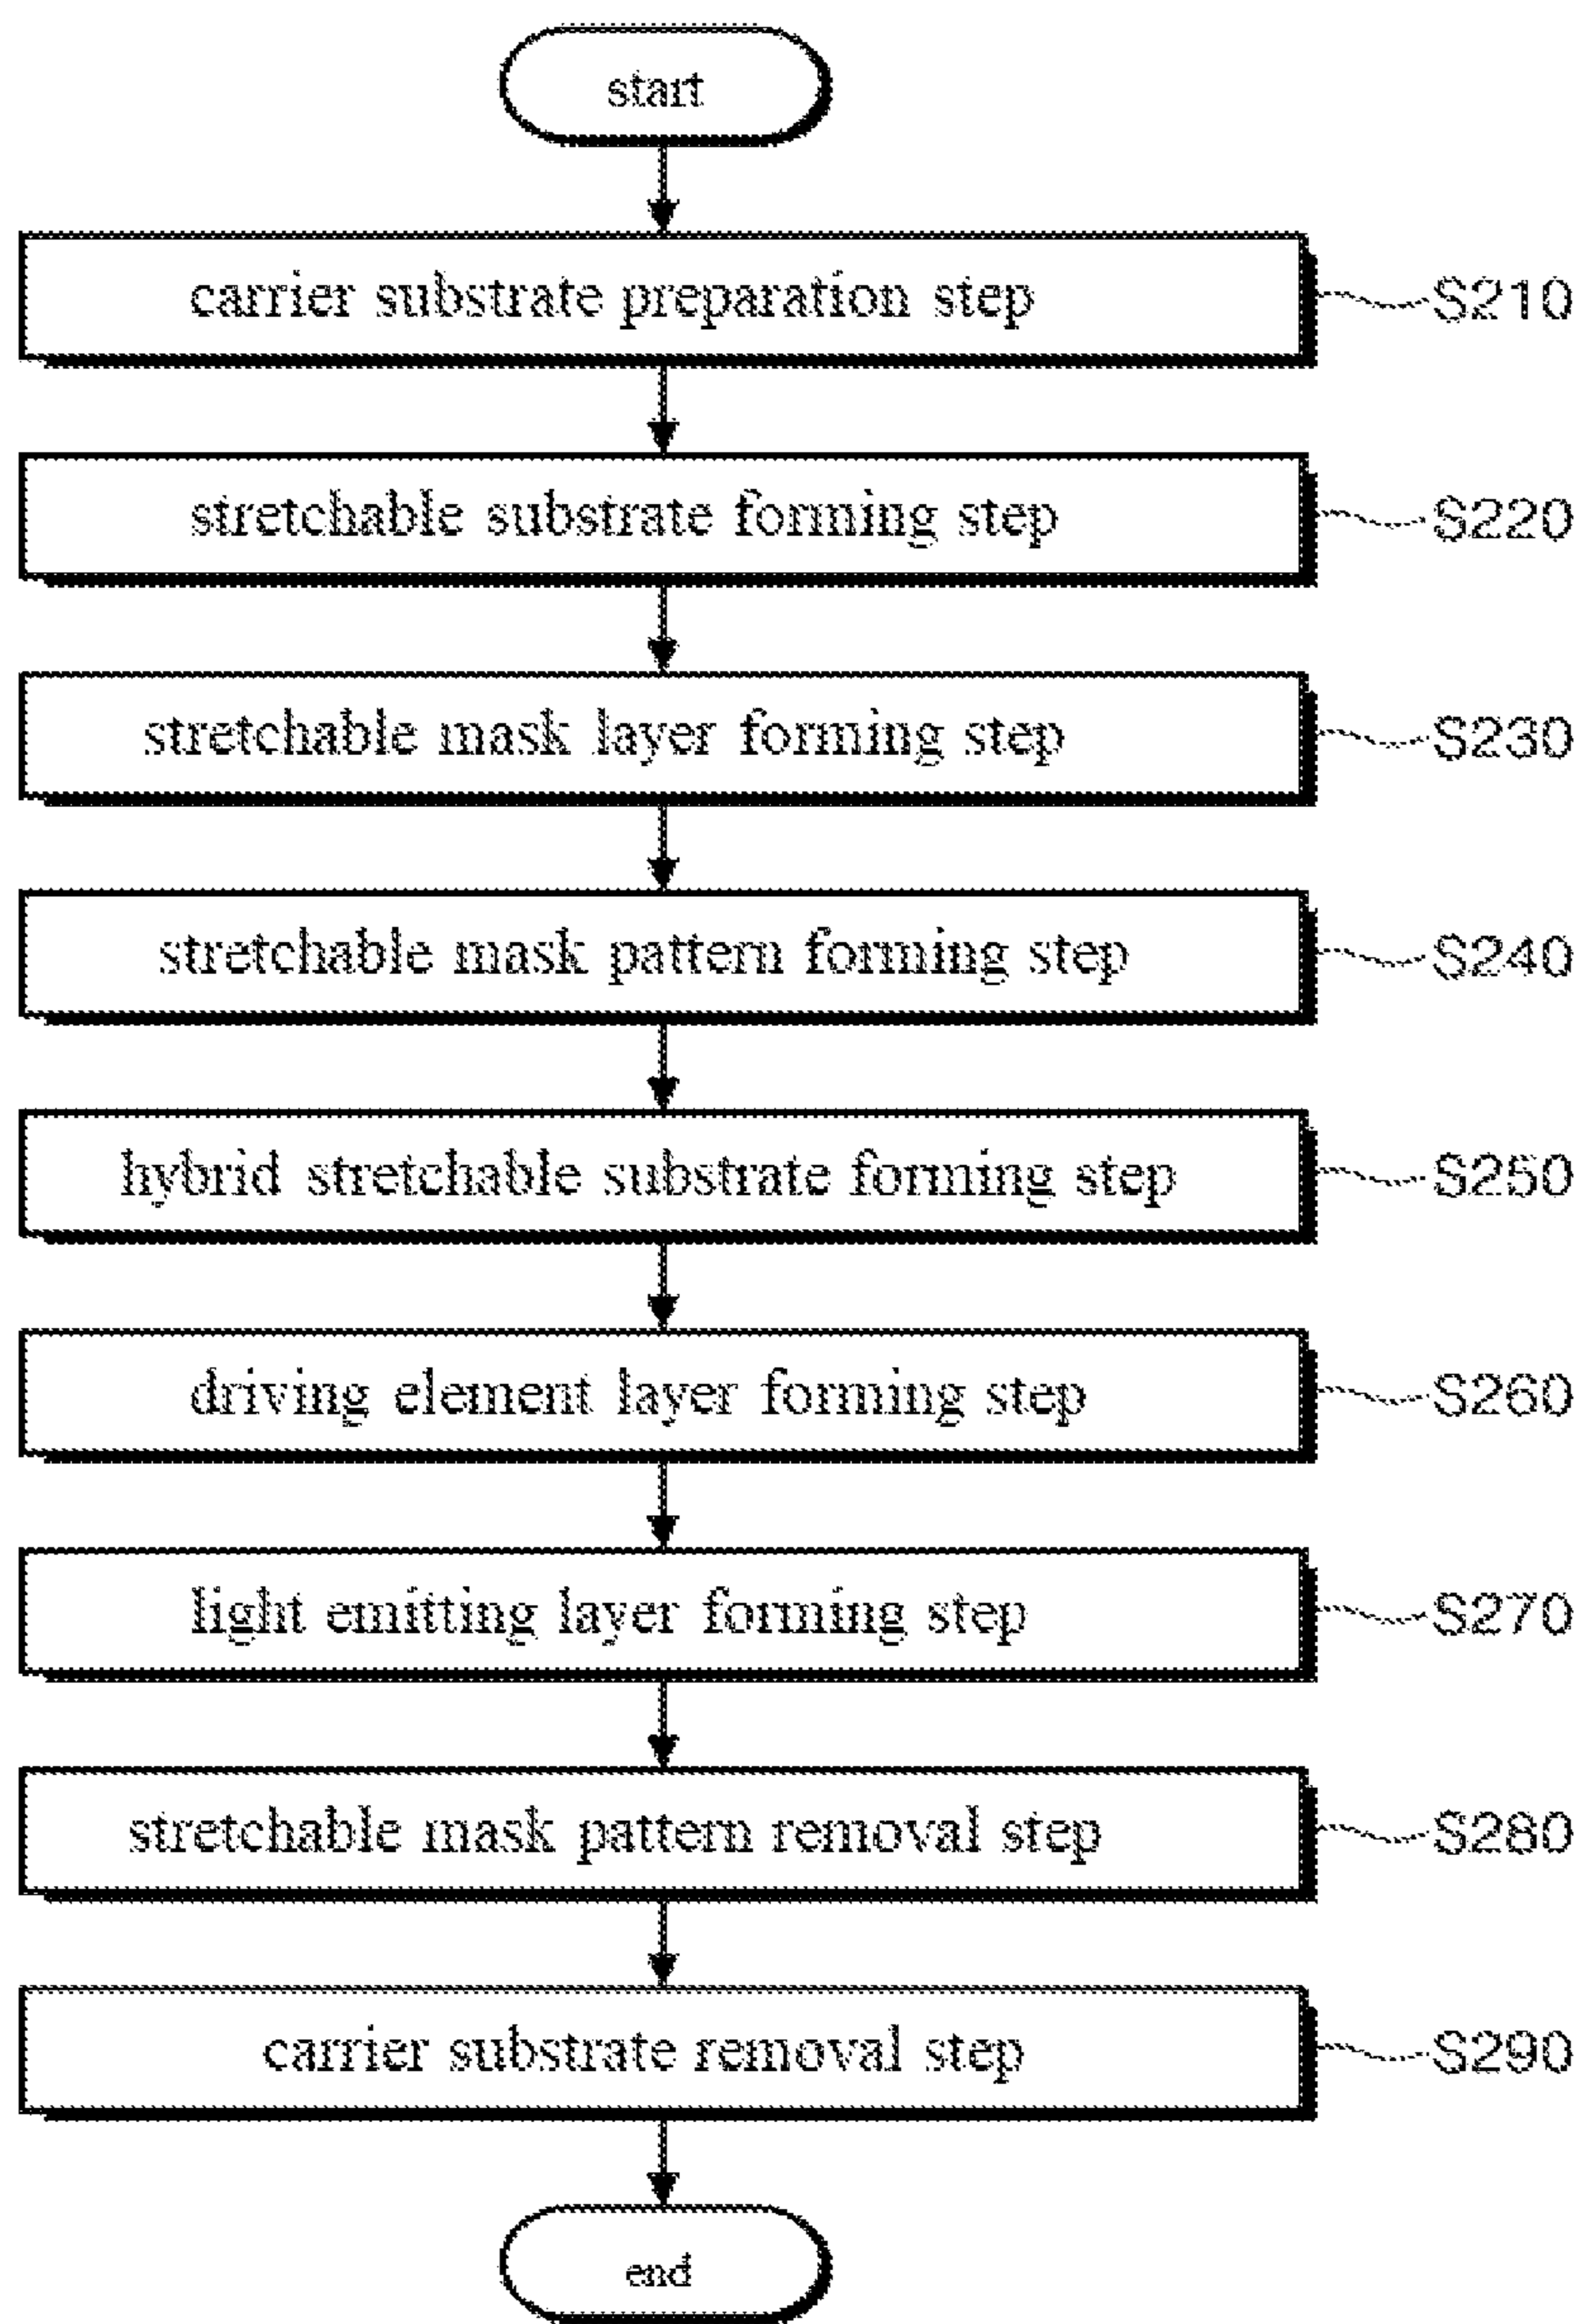 start
carrier substrate preparation step
S210
stretchable substrate forming step
S220
stretchable mask layer forming step
S230
stretchable mask pattern forming step
S240
hybrid stretchable substrate forming step
S250
driving element layer forming step
S260
light emitting layer forming step
S270
stretchable mask pattern removal step
S280
carrier substrate removal step
S290
end